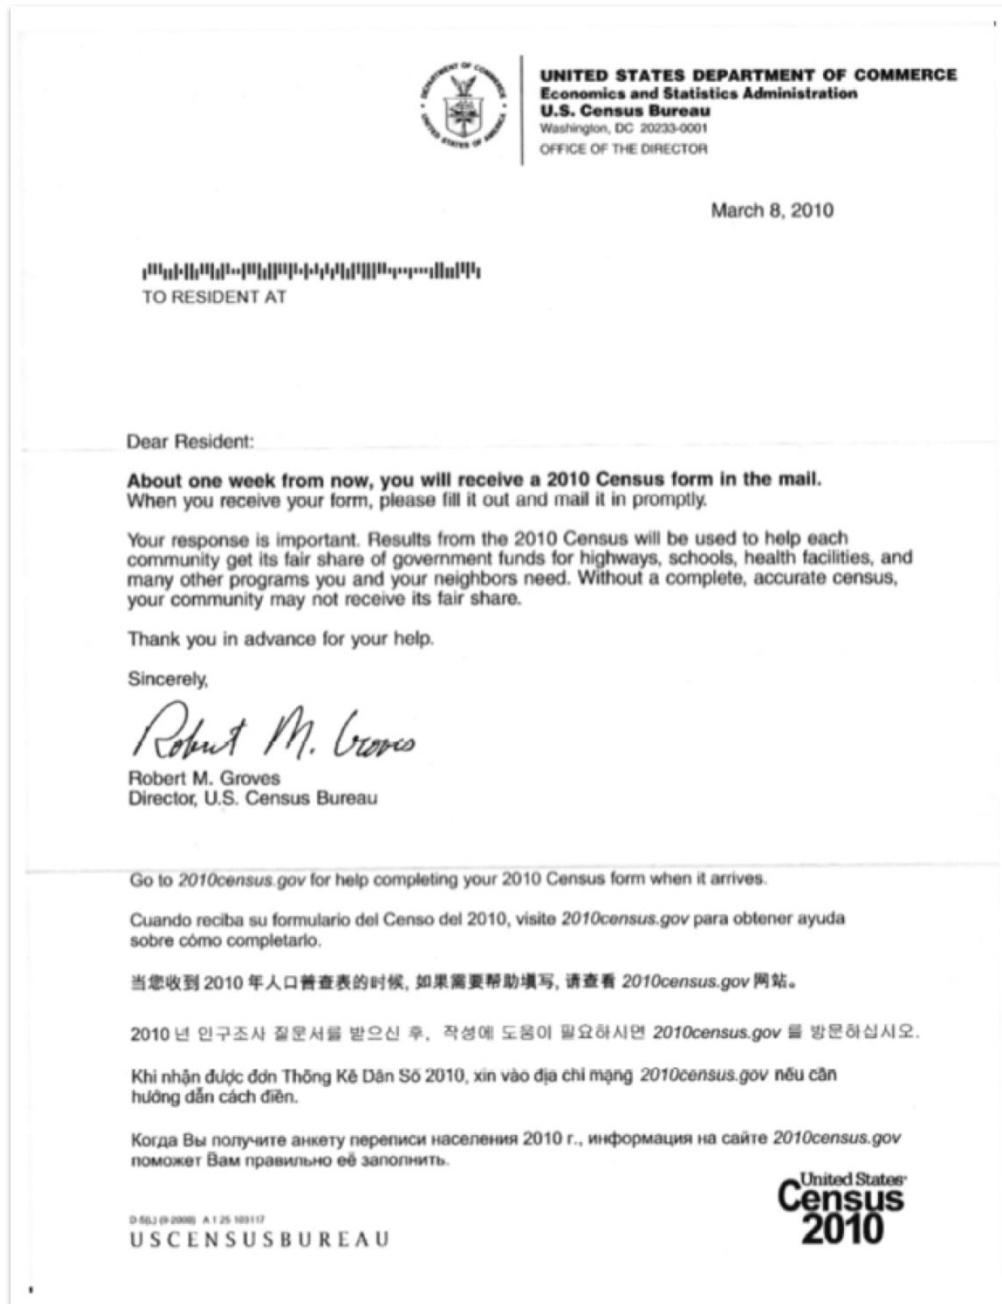 DEPARTMENT OF COMMERCE
UNITED STATES OF AMERICA
UNITED STATES DEPARTMENT OF COMMERCE
Economics and Statistics Administration
U.S. Census Bureau
Washington, DC 20233-0001
OFFICE OF THE DIRECTOR
March 8, 2010
TO RESIDENT AT
Dear Resident:
About one week from now, you will receive a 2010 Census form in the mail.
When you receive your form, please fill it out and mail it in promptly.
Your response is important. Results from the 2010 Census will be used to help each
community get its fair share of government funds for highways, schools, health facilities, and
many other programs you and your neighbors need. Without a complete, accurate census,
your community may not receive its fair share.
Thank you in advance for your help.
Sincerely,
Robert M. Groves
Robert M. Groves
Director, U.S. Census Bureau
Go to 2010census.gov for help completing your 2010 Census form when it arrives.
Cuando reciba su formulario del Censo del 2010, visite 2010census.gov para obtener ayuda
sobre cómo completarlo.
当您收到 2010 年人口普查表的时候, 如果需要帮助填写, 请查看 2010census.gov 网站。
2010 년 인구조사 질문서를 받으신 후, 작성에 도움이 필요하시면 2010census.gov 를 방문하십시오.
Khi nhận được đơn Thống Kê Dân Số 2010, xin vào địa chỉ mạng 2010census.gov nếu cần
hướng dẫn cách điền.
Когда Вы получите анкету переписи населения 2010 г., информация на сайте 2010census.gov
поможет Вам правильно её заполнить.
D-5(L) (9-2008) A 1 25 103117
USCENSUSBUREAU
United States
Census
2010